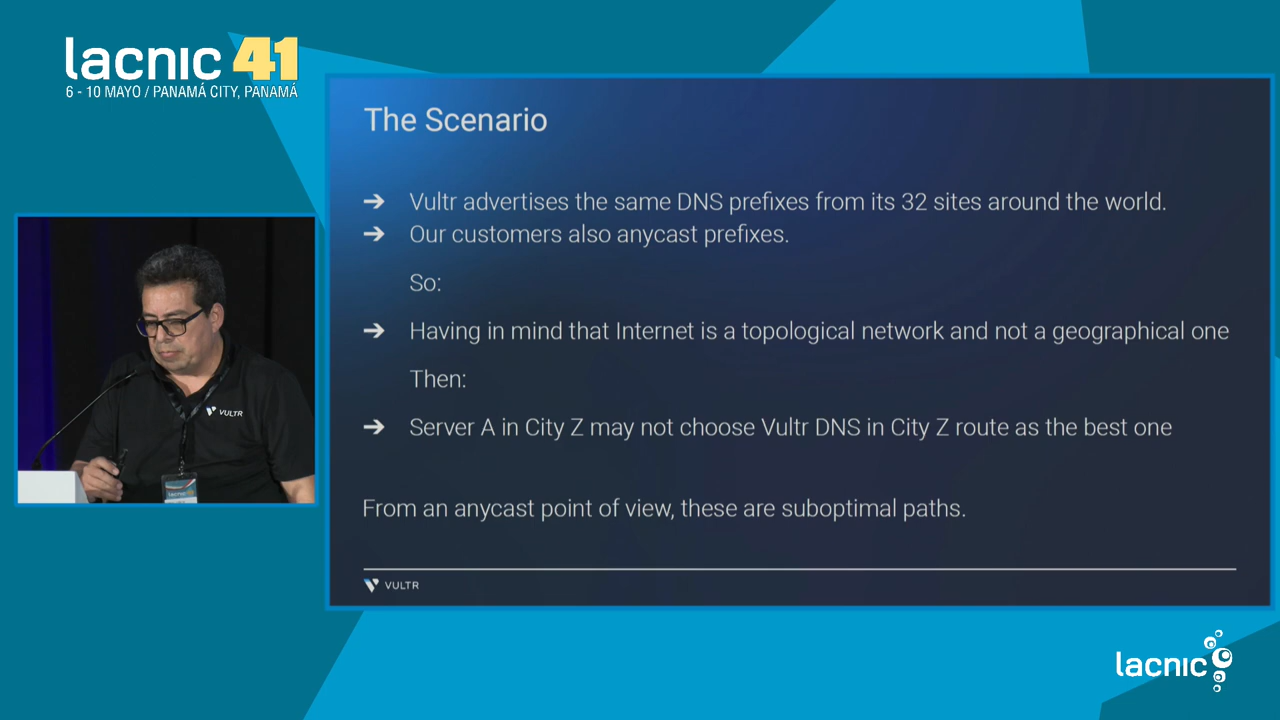 lacnic 41
6 - 10 MAYO / PANAMÁ CITY, PANAMÁ
The Scenario
➔ Vultr advertises the same DNS prefixes from its 32 sites around the world.
➔ Our customers also anycast prefixes.
So:
➔ Having in mind that Internet is a topological network and not a geographical one
Then:
➔ Server A in City Z may not choose Vultr DNS in City Z route as the best one
From an anycast point of view, these are suboptimal paths.
VULTR
VULTR
lacnic 41
lacnic